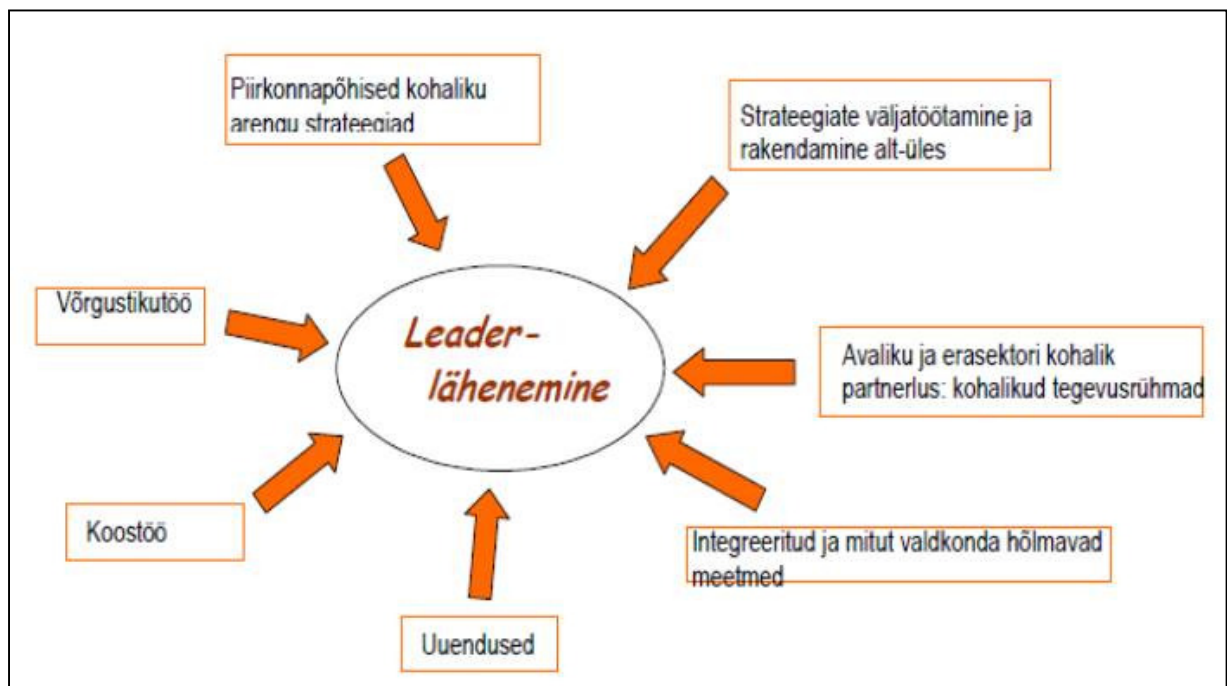 Piirkonnapõhised kohaliku
arengu strateegiad
Strateegiate väljatöötamine ja
rakendamine alt-üles
Võrgustikutöö
Leader-
lähenemine
Avaliku ja erasektori kohalik
partnerlus: kohalikud tegevusrühmad
Koostöö
Integreeritud ja mitut valdkonda hõlmavad
meetmed
Uuendused